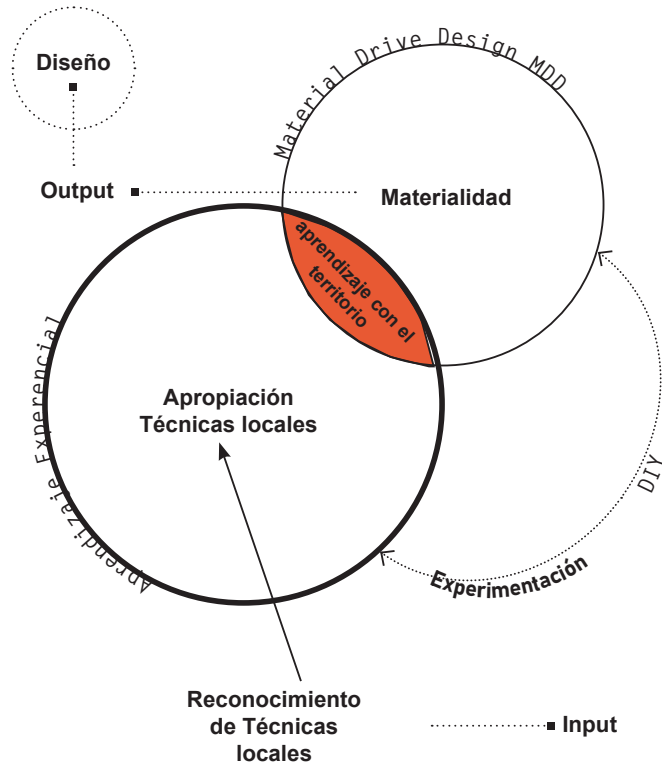 Diseño
Material Drive Design MDD
Output
Materialidad
aprendizaje con el
territorio
Aprendizaje Experencial
Apropiación
Técnicas locales
DIY
Experimentación
Reconocimiento
de Técnicas
locales
Input